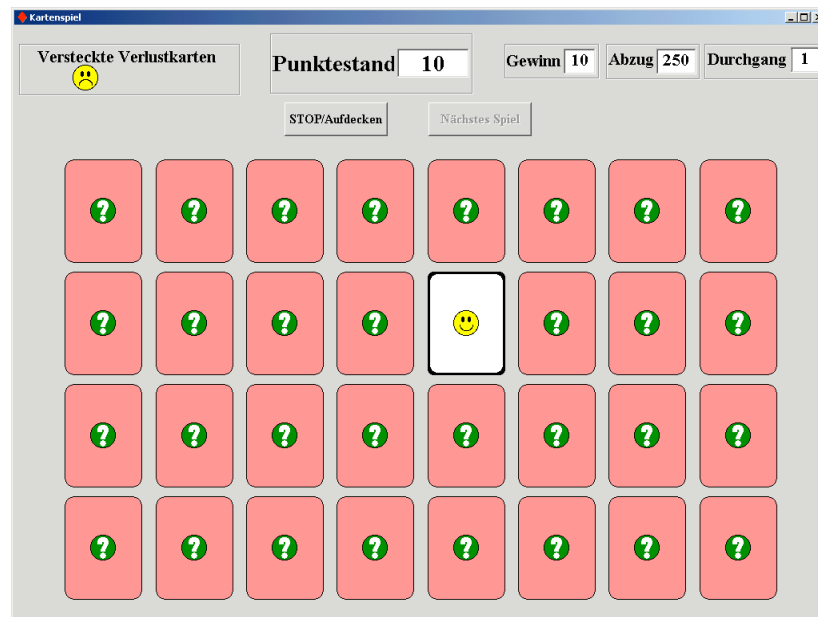 Kartenspiel
Versteckte Verlustkarten
Punktestand 10
Gewinn 10
Abzug 250
Durchgang 1
STOP/Aufdecken
Nächstes Spiel
? ? ? ? ? ? ? ?
? ? ? ? ? ? ?
? ? ? ? ? ? ? ?
? ? ? ? ? ? ? ?